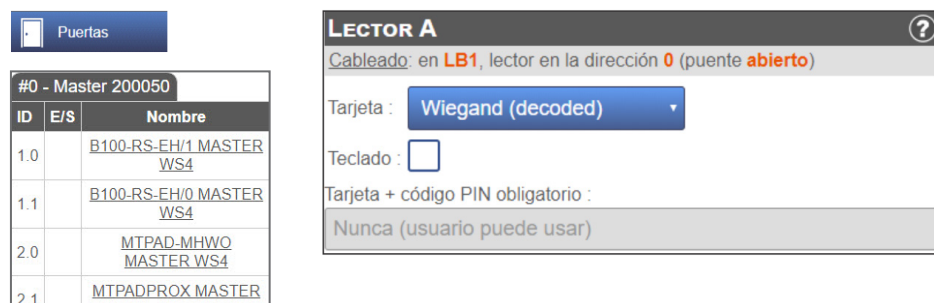 Puertas
#0 - Master 200050
ID E/S Nombre
1.0 B100-RS-EH/1 MASTER
WS4
1.1 B100-RS-EH/0 MASTER
WS4
2.0 MTPAD-MHWO
MASTER WS4
2.1 MTPADPROX MASTER
LECTOR A ?
Cableado: en LB1, lector en la dirección 0 (puente abierto)
Tarjeta : Wiegand (decoded)
Teclado :
Tarjeta + código PIN obligatorio :
Nunca (usuario puede usar)